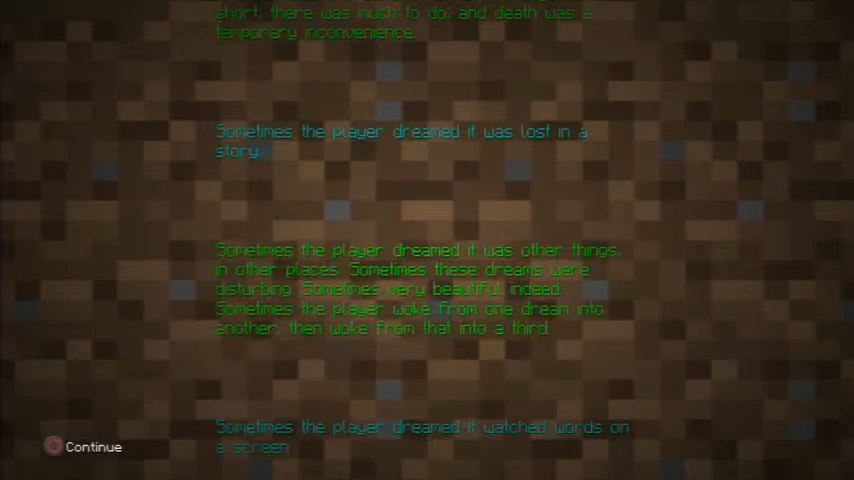 short, there was much to do; and death was a
temporary inconvenience.
Sometimes the player dreamed it was lost in a
story.
Sometimes the player dreamed it was other things,
in other places. Sometimes these dreams were
disturbing. Sometimes very beautiful indeed.
Sometimes the player woke from one dream into
another, then woke from that into a third.
Sometimes the player dreamed it watched words on
a screen.
Continue